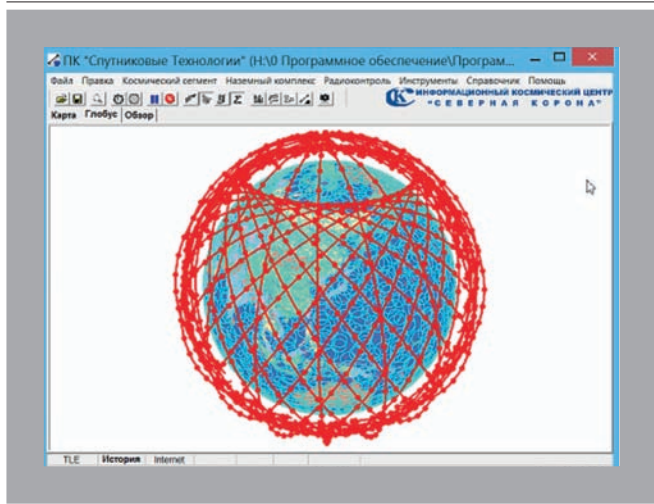 ПК "Спутниковые Технологии" (H:\0 Программное обеспечение\Програм...
Файл Правка Космический сегмент Наземный комплекс Радиоконтроль Инструменты Справочник Помощь
ИНФОРМАЦИОННЫЙ КОСМИЧЕСКИЙ ЦЕНТР
"СЕВЕРНАЯ КОРОНА"
Карта Глобус Обзор
TLE История Internet